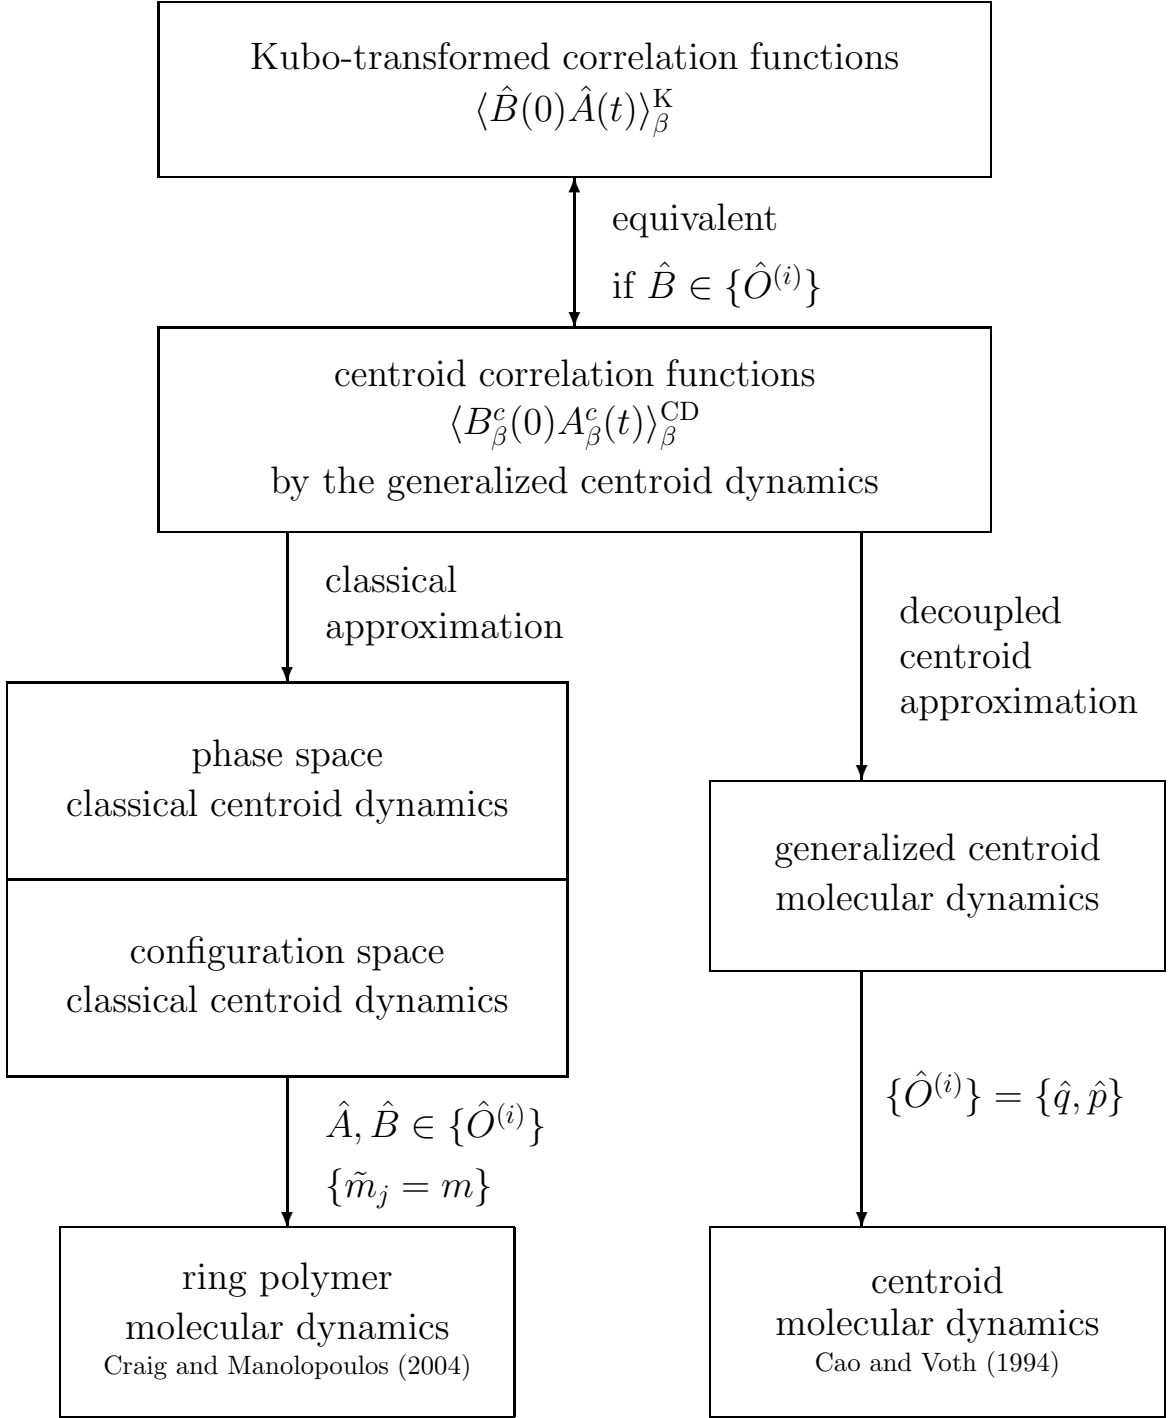 Kubo-transformed correlation functions
⟨B̂(0)Â(t)⟩ᴷ_β
equivalent
if B̂ ∈ {Ô⁽ⁱ⁾}
centroid correlation functions
⟨B^c_β(0)A^c_β(t)⟩^CD_β
by the generalized centroid dynamics
classical
approximation
decoupled
centroid
approximation
phase space
classical centroid dynamics
generalized centroid
molecular dynamics
configuration space
classical centroid dynamics
Â, B̂ ∈ {Ô⁽ⁱ⁾}
{m̃_j = m}
{Ô⁽ⁱ⁾} = {q̂, p̂}
ring polymer
molecular dynamics
Craig and Manolopoulos (2004)
centroid
molecular dynamics
Cao and Voth (1994)